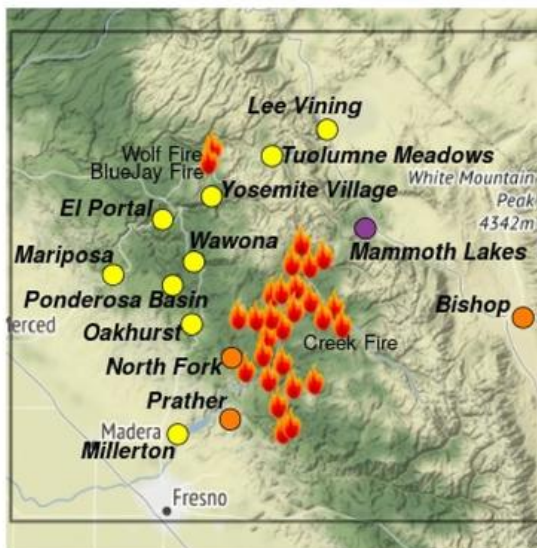 Lee Vining
Wolf Fire
Tuolumne Meadows
BlueJay Fire
White Mountain
Yosemite Village
Peak
El Portal
4342m
Wawona
Mariposa
Mammoth Lakes
Ponderosa Basin
Bishop
Oakhurst
Creek Fire
North Fork
Prather
Madera
Millerton
Fresno